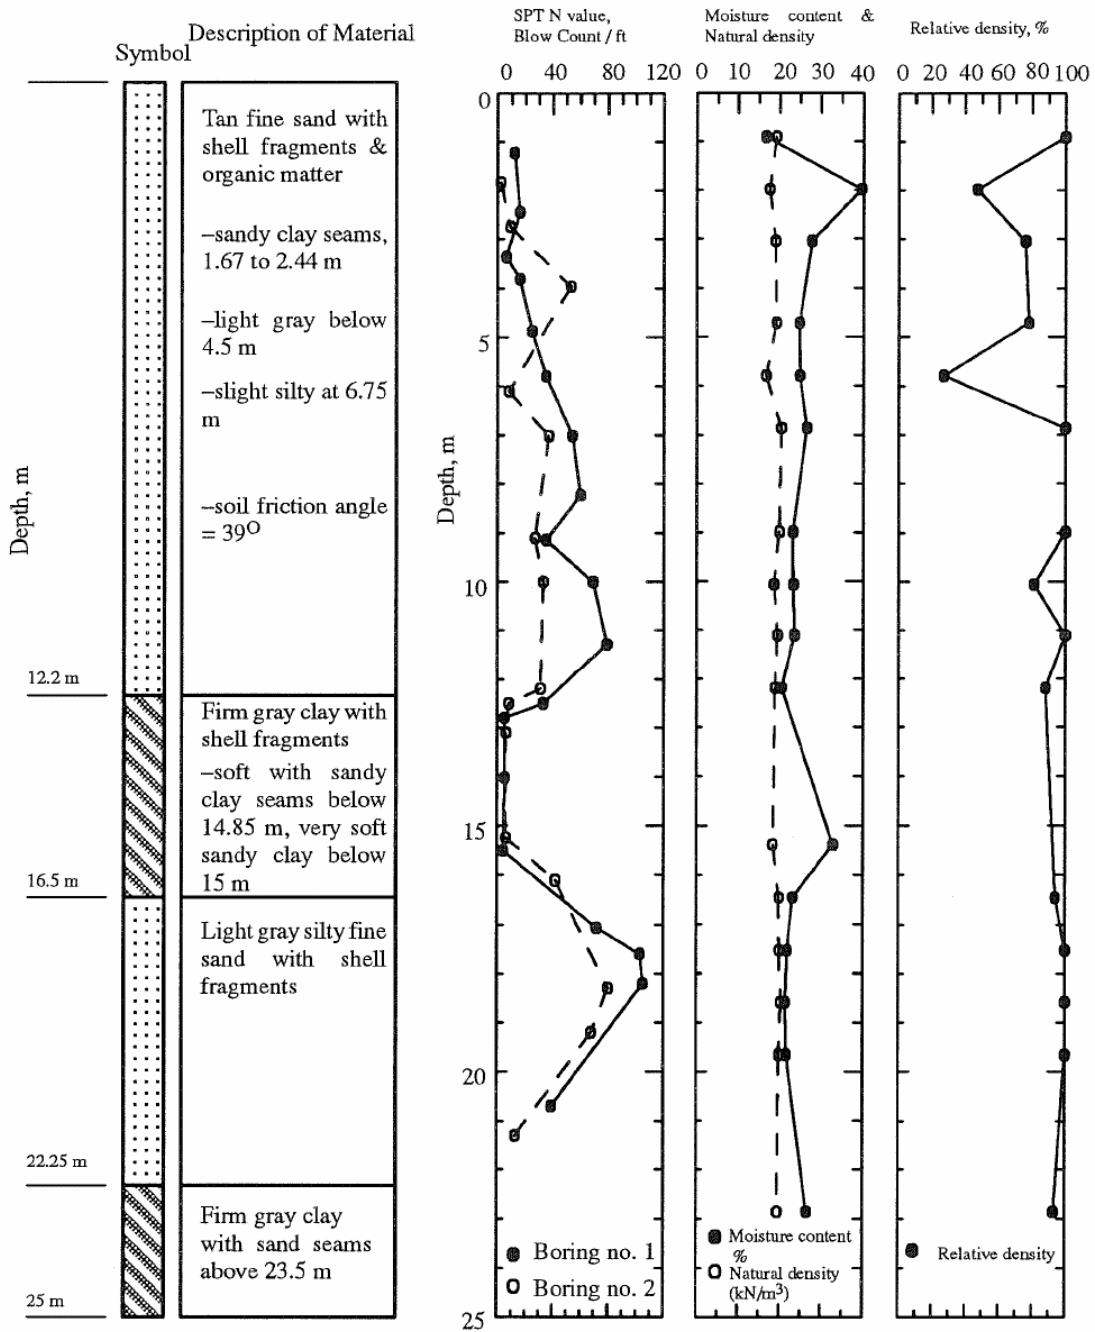 Symbol
Description of Material
SPT N value,
Blow Count / ft
Moisture content &
Natural density
Relative density, %
0 40 80 120
0 10 20 30 40
0 20 40 60 80 100
0
5
10
15
20
25
Depth, m
Depth, m
12.2 m
16.5 m
22.25 m
25 m
Tan fine sand with
shell fragments &
organic matter
–sandy clay seams,
1.67 to 2.44 m
–light gray below
4.5 m
–slight silty at 6.75
m
–soil friction angle
= 39O
Firm gray clay with
shell fragments
–soft with sandy
clay seams below
14.85 m, very soft
sandy clay below
15 m
Light gray silty fine
sand with shell
fragments
Firm gray clay
with sand seams
above 23.5 m
Boring no. 1
Boring no. 2
Moisture content
%
Natural density
(kN/m³)
Relative density